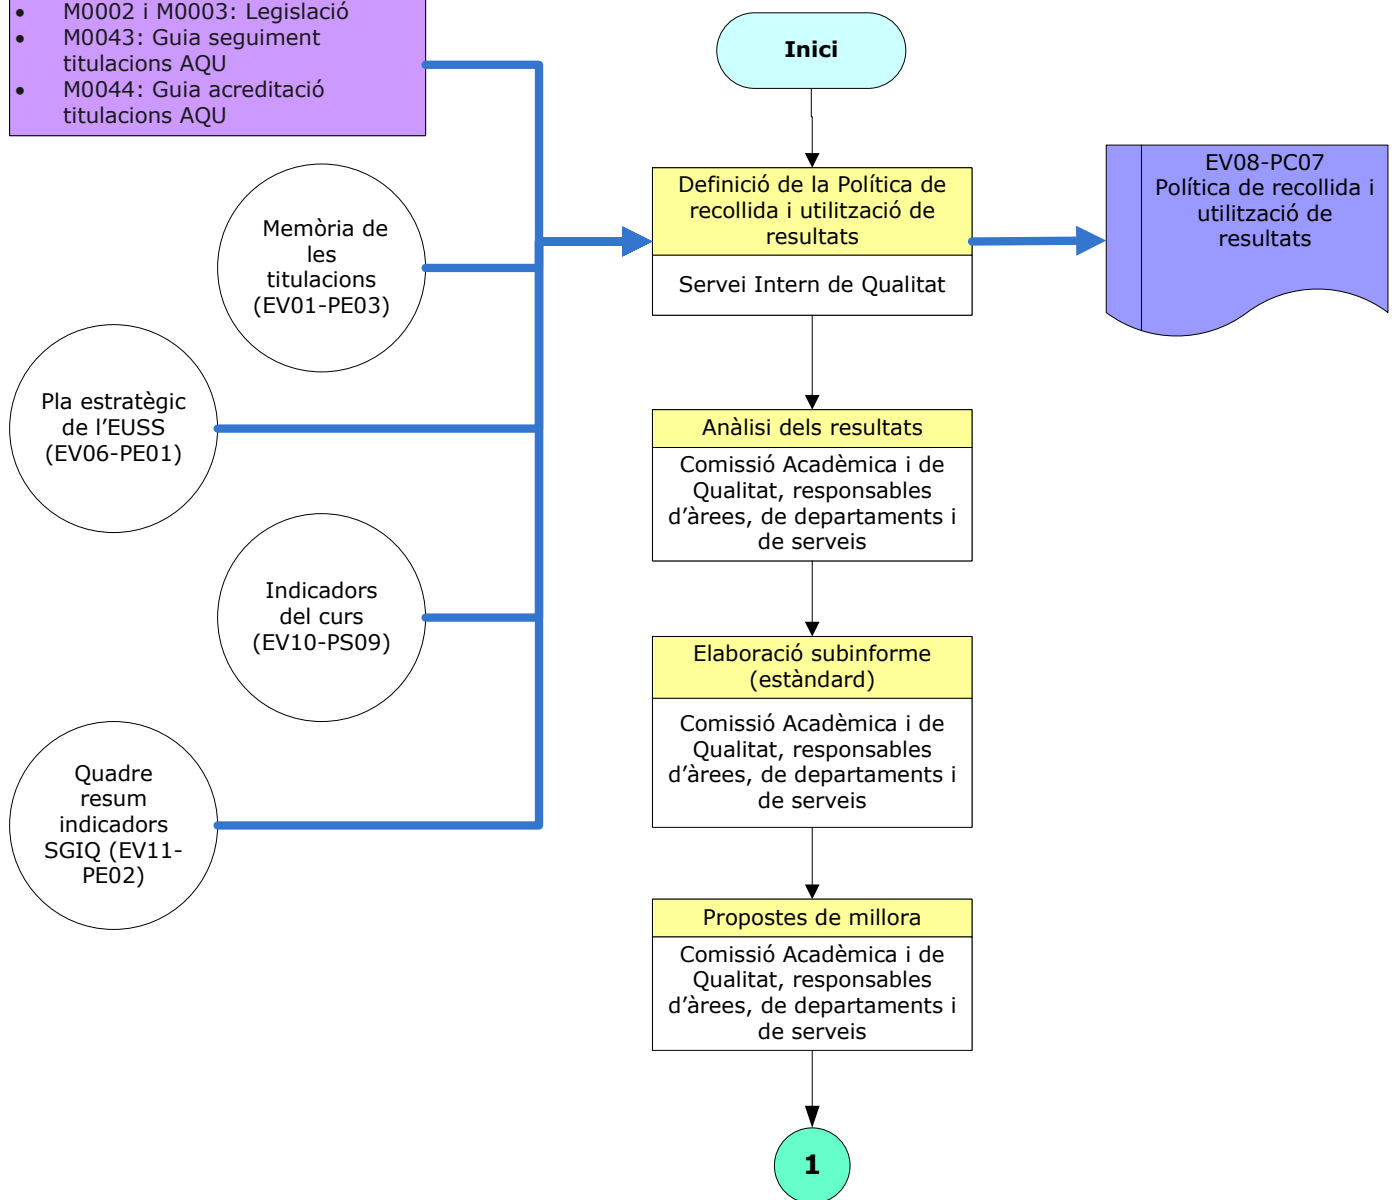 • M0002 i M0003: Legislació
• M0043: Guia seguiment
titulacions AQU
• M0044: Guia acreditació
titulacions AQU
Inici
Definició de la Política de
recollida i utilització de
resultats
Servei Intern de Qualitat
EV08-PC07
Política de recollida i
utilització de
resultats
Memòria de
les
titulacions
(EV01-PE03)
Pla estratègic
de l’EUSS
(EV06-PE01)
Anàlisi dels resultats
Comissió Acadèmica i de
Qualitat, responsables
d’àrees, de departaments i
de serveis
Indicadors
del curs
(EV10-PS09)
Elaboració subinforme
(estàndard)
Comissió Acadèmica i de
Qualitat, responsables
d’àrees, de departaments i
de serveis
Quadre
resum
indicadors
SGIQ (EV11-
PE02)
Propostes de millora
Comissió Acadèmica i de
Qualitat, responsables
d’àrees, de departaments i
de serveis
1